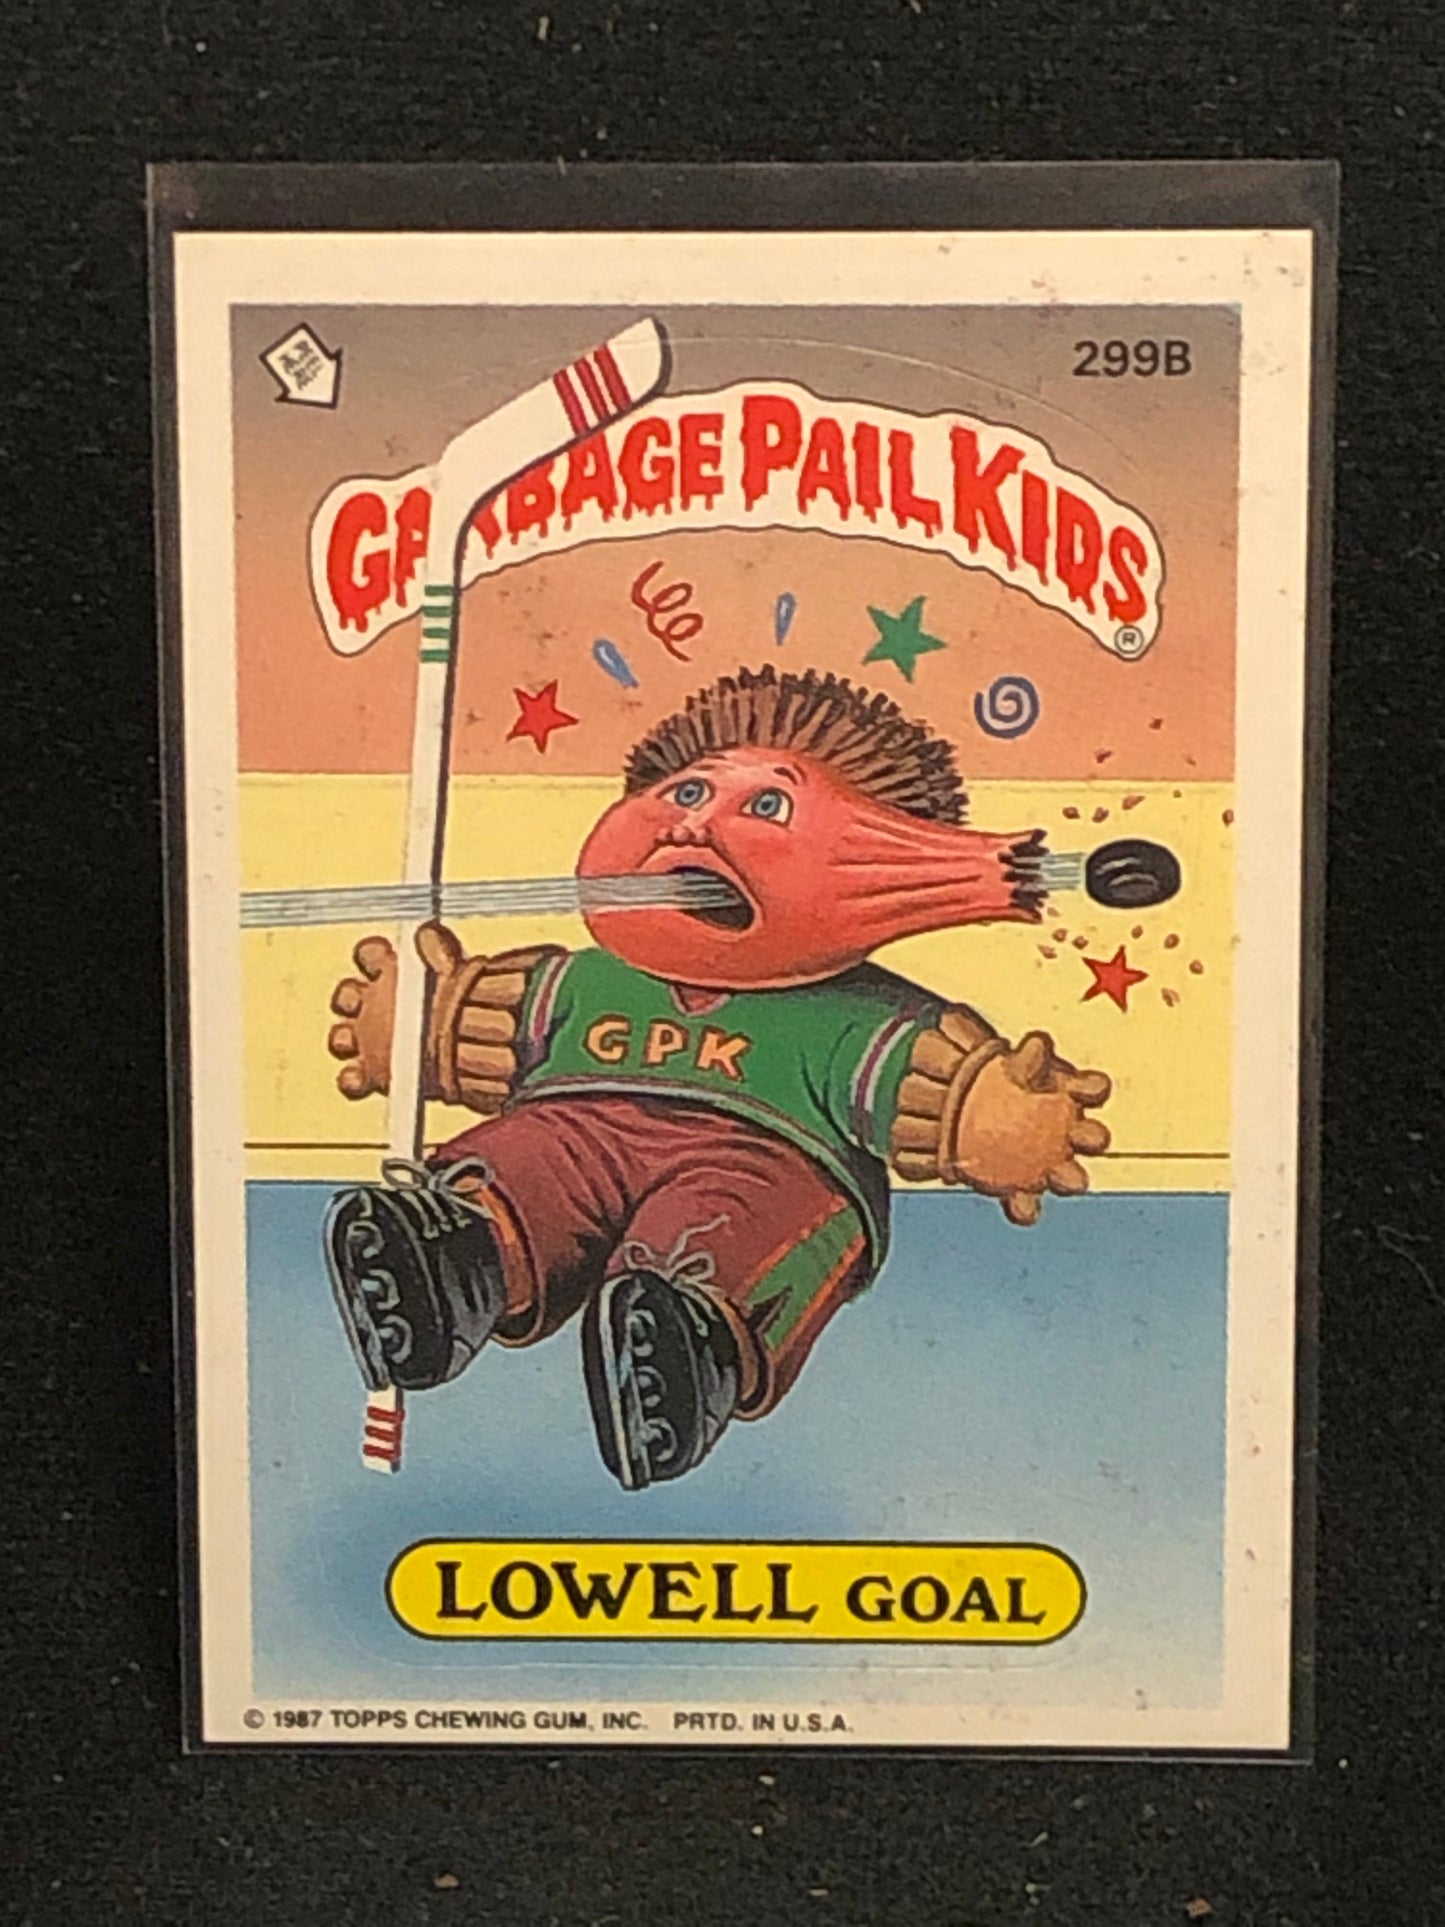 299B
GARBAGE PAIL KIDS
®
GPK
LOWELL GOAL
© 1987 TOPPS CHEWING GUM, INC. PRTD. IN U.S.A.